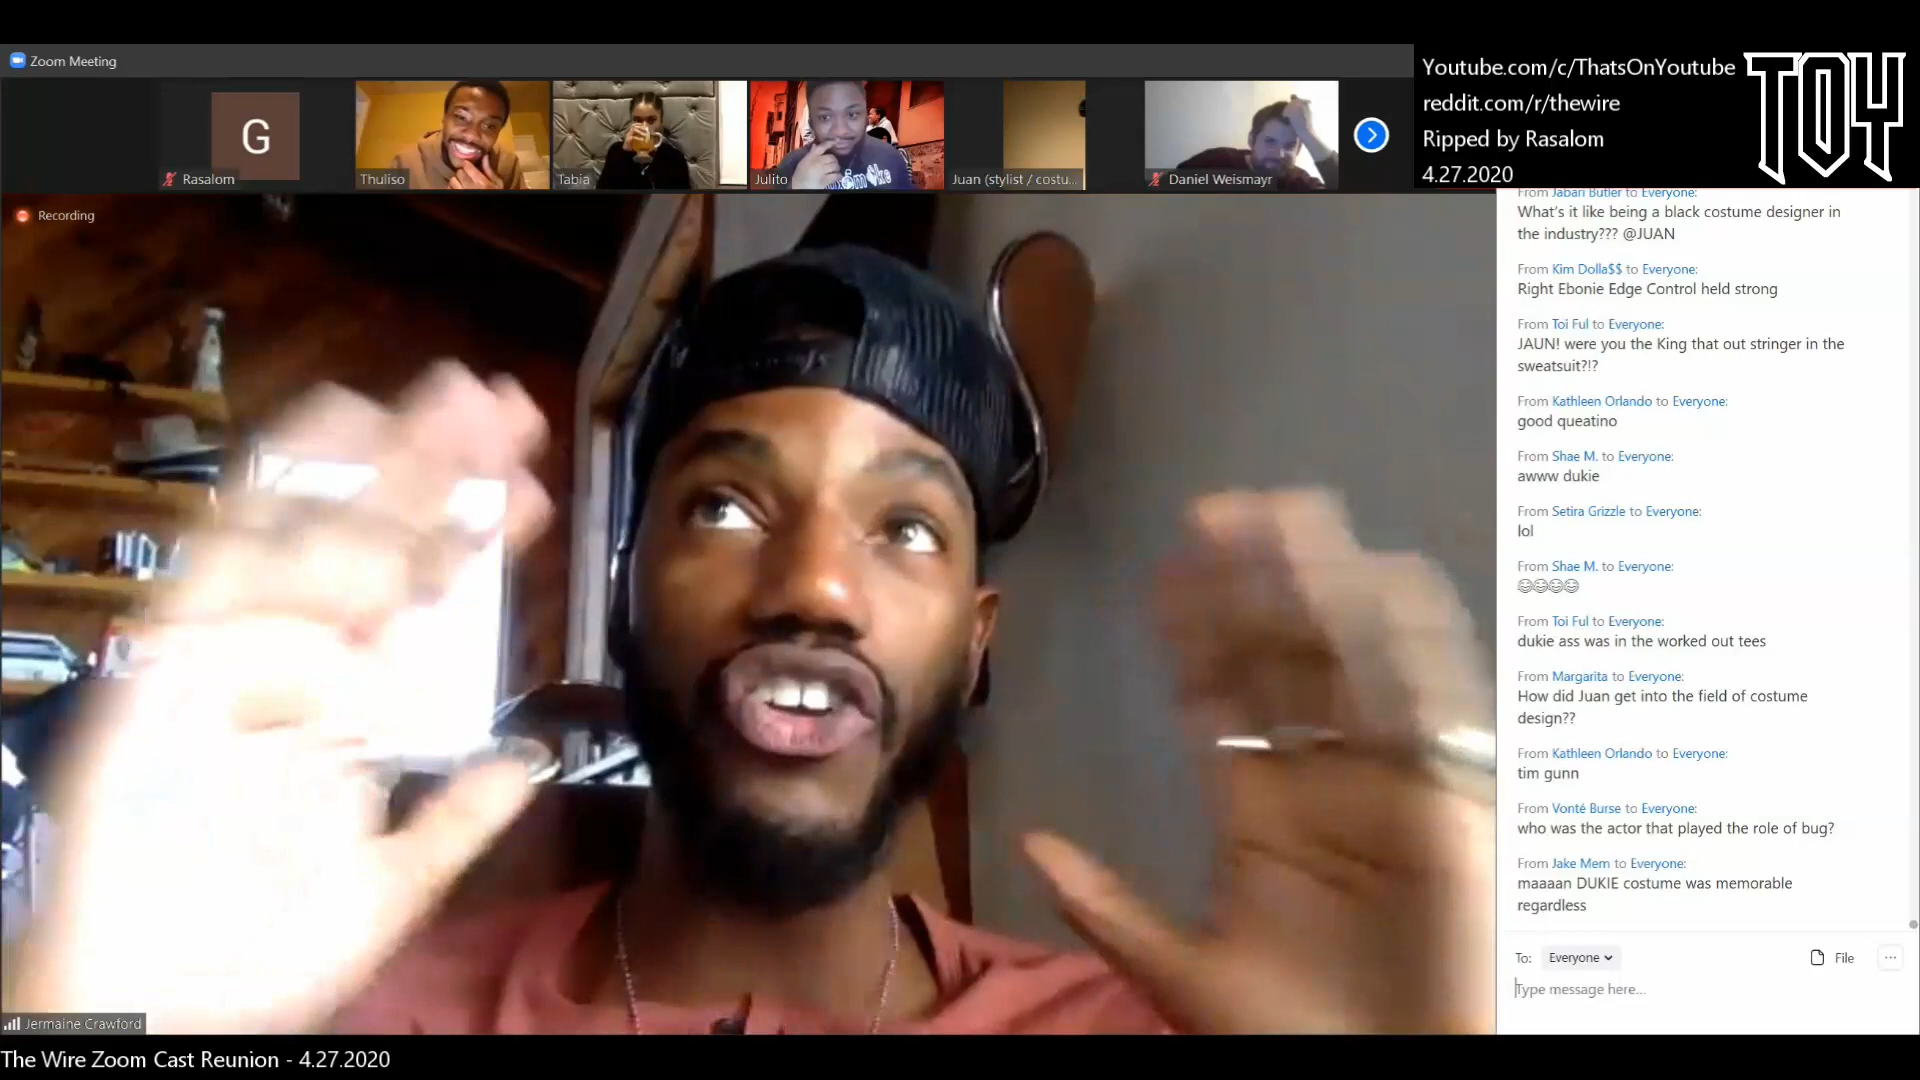 Zoom Meeting
Youtube.com/c/ThatsOnYoutube
reddit.com/r/thewire
Ripped by Rasalom
4.27.2020
TOY
G
Rasalom
Thuliso
Tabia
Julito
Juan (stylist / costu...
Daniel Weismayr
Recording
From Jabari Butler to Everyone:
What's it like being a black costume designer in
the industry??? @JUAN
From Kim Dolla$$ to Everyone:
Right Ebonie Edge Control held strong
From Toi Ful to Everyone:
JAUN! were you the King that out stringer in the
sweatsuit?!?
From Kathleen Orlando to Everyone:
good queatino
From Shae M. to Everyone:
awww dukie
From Setira Grizzle to Everyone:
lol
From Shae M. to Everyone:
😂😂😂😂
From Toi Ful to Everyone:
dukie ass was in the worked out tees
From Margarita to Everyone:
How did Juan get into the field of costume
design??
From Kathleen Orlando to Everyone:
tim gunn
From Vonté Burse to Everyone:
who was the actor that played the role of bug?
From Jake Mem to Everyone:
maaaan DUKIE costume was memorable
regardless
To: Everyone
File
...
Type message here...
Jermaine Crawford
The Wire Zoom Cast Reunion - 4.27.2020